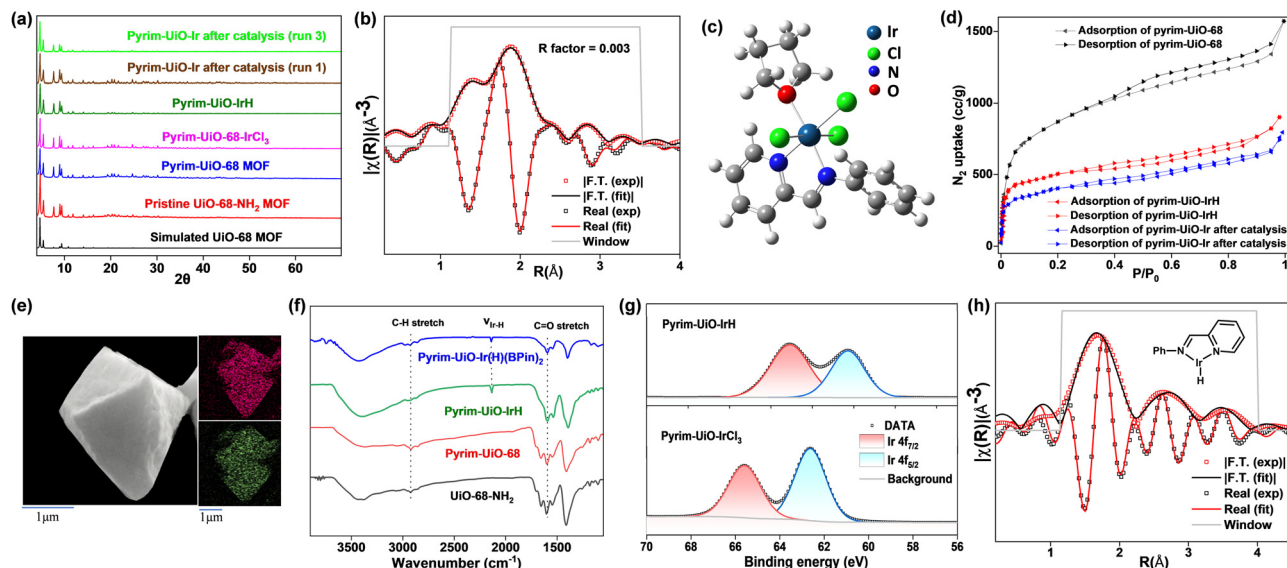 (a)
Pyrim-UiO-Ir after catalysis (run 3)
Pyrim-UiO-Ir after catalysis (run 1)
Pyrim-UiO-IrH
Pyrim-UiO-68-IrCl₃
Pyrim-UiO-68 MOF
Pristine UiO-68-NH₂ MOF
Simulated UiO-68 MOF
10 20 30 40 50 60
2θ
(b)
R factor = 0.003
|χ(R)|(Å^-3)
|F.T. (exp)|
|F.T. (fit)|
Real (exp)
Real (fit)
Window
1 2 3 4
R(Å)
(c)
Ir
Cl
N
O
(d)
Adsorption of pyrim-UiO-68
Desorption of pyrim-UiO-68
N₂ uptake (cc/g)
1500
1000
500
0
Adsorption of pyrim-UiO-IrH
Desorption of pyrim-UiO-IrH
Adsorption of pyrim-UiO-Ir after catalysis
Desorption of pyrim-UiO-Ir after catalysis
0 0.2 0.4 0.6 0.8 1
P/P₀
(e)
1μm
1μm
(f)
C-H stretch
νIr-H
C=O stretch
Pyrim-UiO-Ir(H)(BPin)₂
Pyrim-UiO-IrH
Pyrim-UiO-68
UiO-68-NH₂
3500 3000 2500 2000 1500
Wavenumber (cm⁻¹)
(g)
Pyrim-UiO-IrH
Pyrim-UiO-IrCl₃
DATA
Ir 4f₇/₂
Ir 4f₅/₂
Background
70 68 66 64 62 60 58 56
Binding energy (eV)
(h)
Ph
N
N
H
|χ(R)|(Å^-3)
|F.T. (exp)|
|F.T. (fit)|
Real (exp)
Real (fit)
Window
1 2 3 4
R(Å)